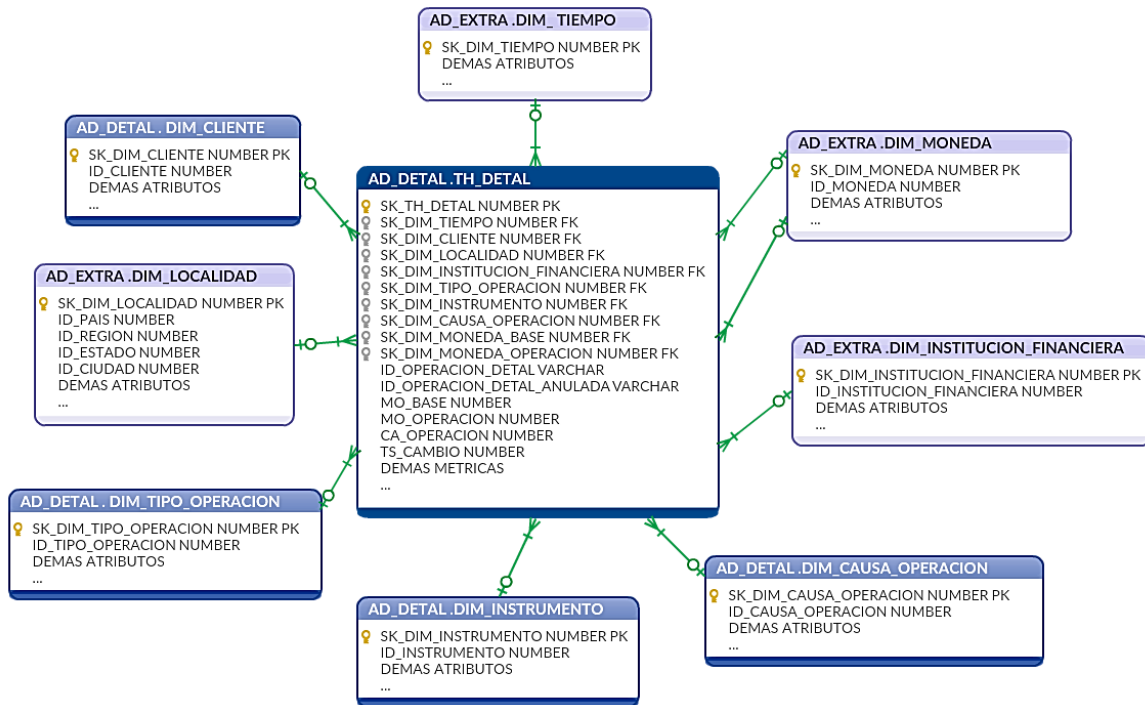 AD_EXTRA .DIM_ TIEMPO
SK_DIM_TIEMPO NUMBER PK
DEMAS ATRIBUTOS
...
AD_DETAL . DIM_CLIENTE
SK_DIM_CLIENTE NUMBER PK
ID_CLIENTE NUMBER
DEMAS ATRIBUTOS
...
AD_EXTRA .DIM_MONEDA
SK_DIM_MONEDA NUMBER PK
ID_MONEDA NUMBER
DEMAS ATRIBUTOS
...
AD_DETAL .TH_DETAL
SK_TH_DETAL NUMBER PK
SK_DIM_TIEMPO NUMBER FK
SK_DIM_CLIENTE NUMBER FK
SK_DIM_LOCALIDAD NUMBER FK
SK_DIM_INSTITUCION_FINANCIERA NUMBER FK
SK_DIM_TIPO_OPERACION NUMBER FK
SK_DIM_INSTRUMENTO NUMBER FK
SK_DIM_CAUSA_OPERACION NUMBER FK
SK_DIM_MONEDA_BASE NUMBER FK
SK_DIM_MONEDA_OPERACION NUMBER FK
ID_OPERACION_DETAL VARCHAR
ID_OPERACION_DETAL_ANULADA VARCHAR
MO_BASE NUMBER
MO_OPERACION NUMBER
CA_OPERACION NUMBER
TS_CAMBIO NUMBER
DEMAS METRICAS
...
AD_EXTRA .DIM_LOCALIDAD
SK_DIM_LOCALIDAD NUMBER PK
ID_PAIS NUMBER
ID_REGION NUMBER
ID_ESTADO NUMBER
ID_CIUDAD NUMBER
DEMAS ATRIBUTOS
...
AD_EXTRA .DIM_INSTITUCION_FINANCIERA
SK_DIM_INSTITUCION_FINANCIERA NUMBER PK
ID_INSTITUCION_FINANCIERA NUMBER
DEMAS ATRIBUTOS
...
AD_DETAL . DIM_TIPO_OPERACION
SK_DIM_TIPO_OPERACION NUMBER PK
ID_TIPO_OPERACION NUMBER
DEMAS ATRIBUTOS
...
AD_DETAL .DIM_INSTRUMENTO
SK_DIM_INSTRUMENTO NUMBER PK
ID_INSTRUMENTO NUMBER
DEMAS ATRIBUTOS
...
AD_DETAL .DIM_CAUSA_OPERACION
SK_DIM_CAUSA_OPERACION NUMBER PK
ID_CAUSA_OPERACION NUMBER
DEMAS ATRIBUTOS
...